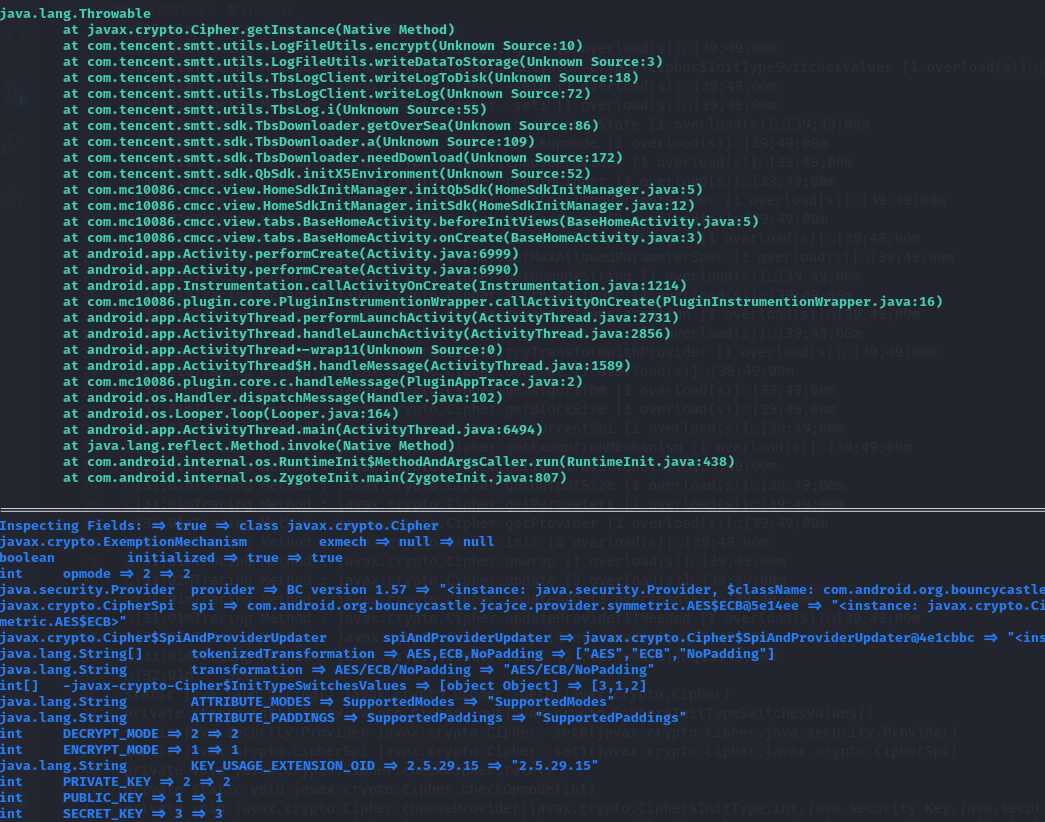 java.lang.Throwable
at javax.crypto.Cipher.getInstance(Native Method)
at com.tencent.smtt.utils.LogFileUtils.encrypt(Unknown Source:10)
at com.tencent.smtt.utils.LogFileUtils.writeDataToStorage(Unknown Source:3)
at com.tencent.smtt.utils.TbsLogClient.writeLogToDisk(Unknown Source:18)
at com.tencent.smtt.utils.TbsLogClient.writeLog(Unknown Source:72)
at com.tencent.smtt.utils.TbsLog.i(Unknown Source:55)
at com.tencent.smtt.sdk.TbsDownloader.getOverSea(Unknown Source:86)
at com.tencent.smtt.sdk.TbsDownloader.a(Unknown Source:109)
at com.tencent.smtt.sdk.TbsDownloader.needDownload(Unknown Source:172)
at com.tencent.smtt.sdk.QbSdk.initX5Environment(Unknown Source:52)
at com.mc10086.cmcc.view.HomeSdkInitManager.initQbSdk(HomeSdkInitManager.java:5)
at com.mc10086.cmcc.view.HomeSdkInitManager.initSdk(HomeSdkInitManager.java:12)
at com.mc10086.cmcc.view.tabs.BaseHomeActivity.beforeInitViews(BaseHomeActivity.java:5)
at com.mc10086.cmcc.view.tabs.BaseHomeActivity.onCreate(BaseHomeActivity.java:3)
at android.app.Activity.performCreate(Activity.java:6999)
at android.app.Activity.performCreate(Activity.java:6990)
at android.app.Instrumentation.callActivityOnCreate(Instrumentation.java:1214)
at com.mc10086.plugin.core.PluginInstrumentionWrapper.callActivityOnCreate(PluginInstrumentionWrapper.java:16)
at android.app.ActivityThread.performLaunchActivity(ActivityThread.java:2731)
at android.app.ActivityThread.handleLaunchActivity(ActivityThread.java:2856)
at android.app.ActivityThread.-wrap11(Unknown Source:0)
at android.app.ActivityThread$H.handleMessage(ActivityThread.java:1589)
at com.mc10086.plugin.core.c.handleMessage(PluginAppTrace.java:2)
at android.os.Handler.dispatchMessage(Handler.java:102)
at android.os.Looper.loop(Looper.java:164)
at android.app.ActivityThread.main(ActivityThread.java:6494)
at java.lang.reflect.Method.invoke(Native Method)
at com.android.internal.os.RuntimeInit$MethodAndArgsCaller.run(RuntimeInit.java:438)
at com.android.internal.os.ZygoteInit.main(ZygoteInit.java:807)
Inspecting Fields: => true => class javax.crypto.Cipher
javax.crypto.ExemptionMechanism exmech => null => null
boolean initialized => true => true
int opmode => 2 => 2
java.security.Provider provider => BC version 1.57 => "<instance: java.security.Provider, $className: com.android.org.bouncycastle
javax.crypto.CipherSpi spi => com.android.org.bouncycastle.jcajce.provider.symmetric.AES$ECB@5e14ee => "<instance: javax.crypto.Ci
metric.AES$ECB>"
javax.crypto.Cipher$SpiAndProviderUpdater spiAndProviderUpdater => javax.crypto.Cipher$SpiAndProviderUpdater@4e1cbbc => "<ins
java.lang.String[] tokenizedTransformation => AES,ECB,NoPadding => ["AES","ECB","NoPadding"]
java.lang.String transformation => AES/ECB/NoPadding => "AES/ECB/NoPadding"
int[] -javax-crypto-Cipher$InitTypeSwitchesValues => [object Object] => [3,1,2]
java.lang.String ATTRIBUTE_MODES => SupportedModes => "SupportedModes"
java.lang.String ATTRIBUTE_PADDINGS => SupportedPaddings => "SupportedPaddings"
int DECRYPT_MODE => 2 => 2
int ENCRYPT_MODE => 1 => 1
java.lang.String KEY_USAGE_EXTENSION_OID => 2.5.29.15 => "2.5.29.15"
int PRIVATE_KEY => 2 => 2
int PUBLIC_KEY => 1 => 1
int SECRET_KEY => 3 => 3